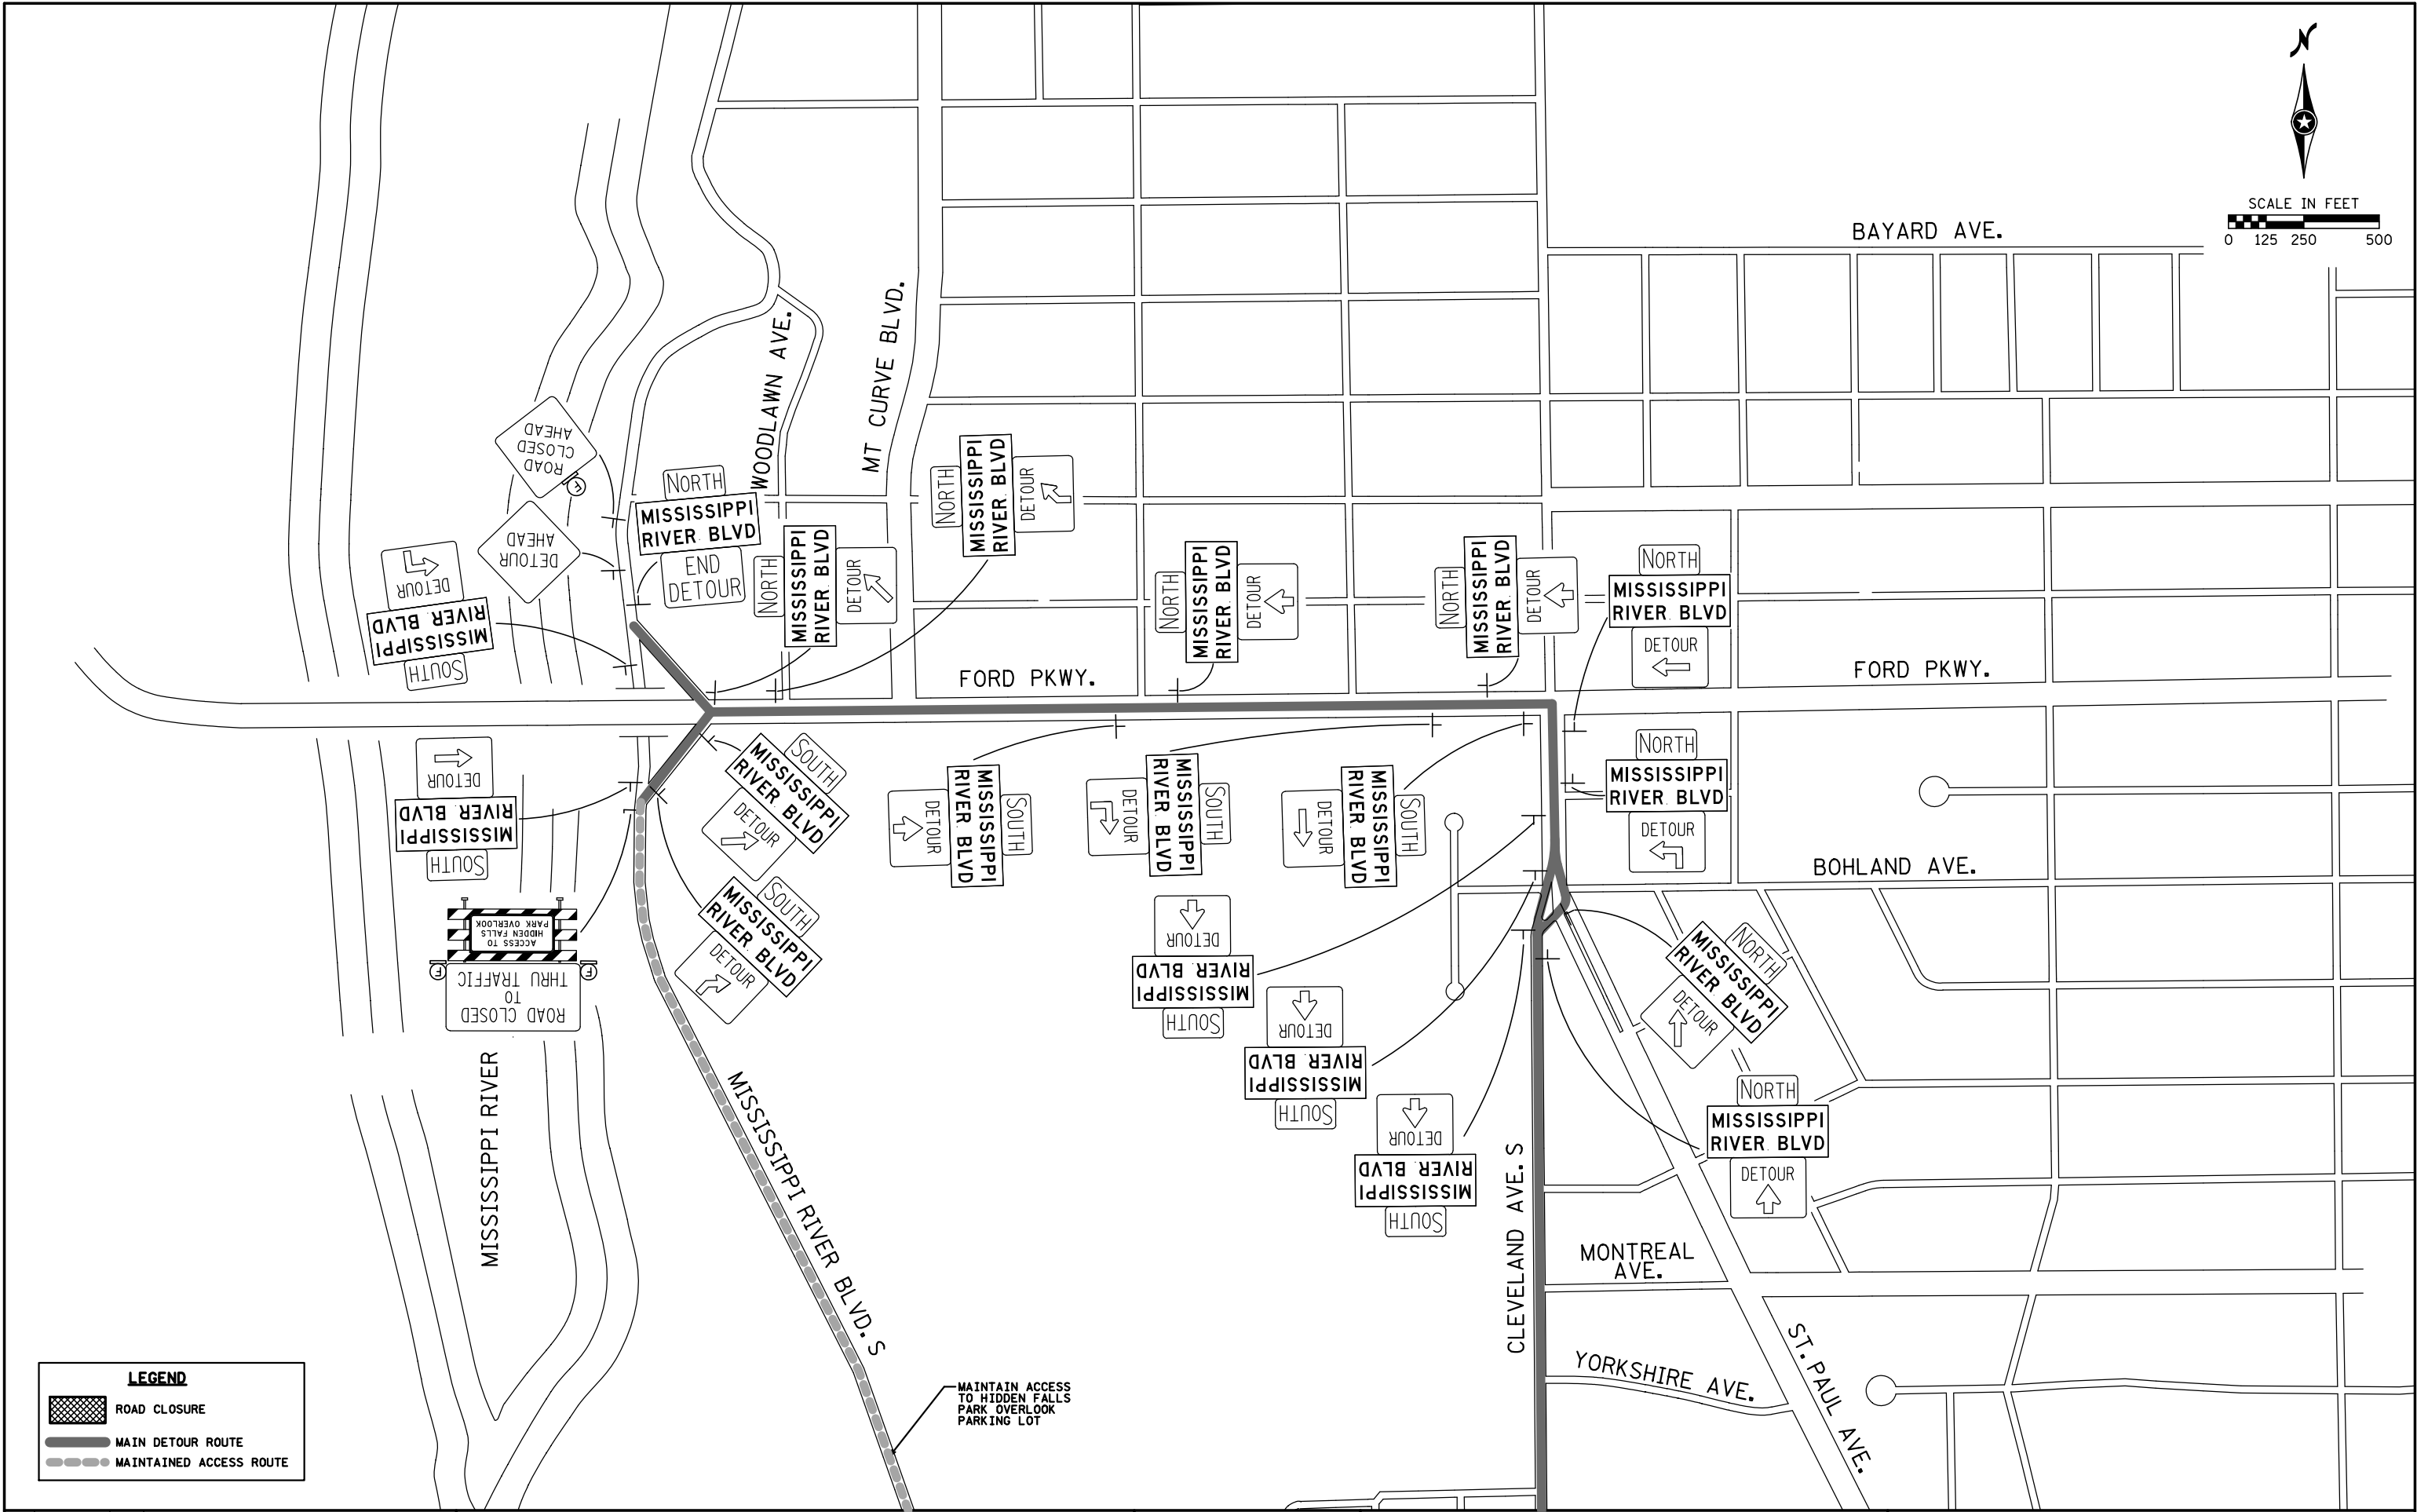 N
SCALE IN FEET
0 125 250 500
BAYARD AVE.
WOODLAWN AVE.
MT CURVE BLVD.
ROAD
CLOSED
AHEAD
F
DETOUR
AHEAD
NORTH
MISSISSIPPI
RIVER BLVD
END
DETOUR
SOUTH
MISSISSIPPI
RIVER BLVD
DETOUR
NORTH
MISSISSIPPI
RIVER BLVD
DETOUR
NORTH
MISSISSIPPI
RIVER BLVD
DETOUR
NORTH
MISSISSIPPI
RIVER BLVD
DETOUR
NORTH
MISSISSIPPI
RIVER BLVD
DETOUR
NORTH
MISSISSIPPI
RIVER BLVD
DETOUR
FORD PKWY.
FORD PKWY.
SOUTH
MISSISSIPPI
RIVER BLVD
DETOUR
SOUTH
MISSISSIPPI
RIVER BLVD
DETOUR
SOUTH
MISSISSIPPI
RIVER BLVD
DETOUR
SOUTH
MISSISSIPPI
RIVER BLVD
DETOUR
SOUTH
MISSISSIPPI
RIVER BLVD
DETOUR
SOUTH
MISSISSIPPI
RIVER BLVD
DETOUR
NORTH
MISSISSIPPI
RIVER BLVD
DETOUR
BOHLAND AVE.
ACCESS TO
HIDDEN FALLS
PARK OVERLOOK
F
F
ROAD CLOSED
TO
THRU TRAFFIC
SOUTH
MISSISSIPPI
RIVER BLVD
DETOUR
SOUTH
MISSISSIPPI
RIVER BLVD
DETOUR
SOUTH
MISSISSIPPI
RIVER BLVD
DETOUR
NORTH
MISSISSIPPI
RIVER BLVD
DETOUR
NORTH
MISSISSIPPI
RIVER BLVD
DETOUR
MISSISSIPPI RIVER
MISSISSIPPI RIVER BLVD. S
CLEVELAND AVE. S
MONTREAL
AVE.
YORKSHIRE AVE.
ST. PAUL AVE.
MAINTAIN ACCESS
TO HIDDEN FALLS
PARK OVERLOOK
PARKING LOT
LEGEND
ROAD CLOSURE
MAIN DETOUR ROUTE
MAINTAINED ACCESS ROUTE